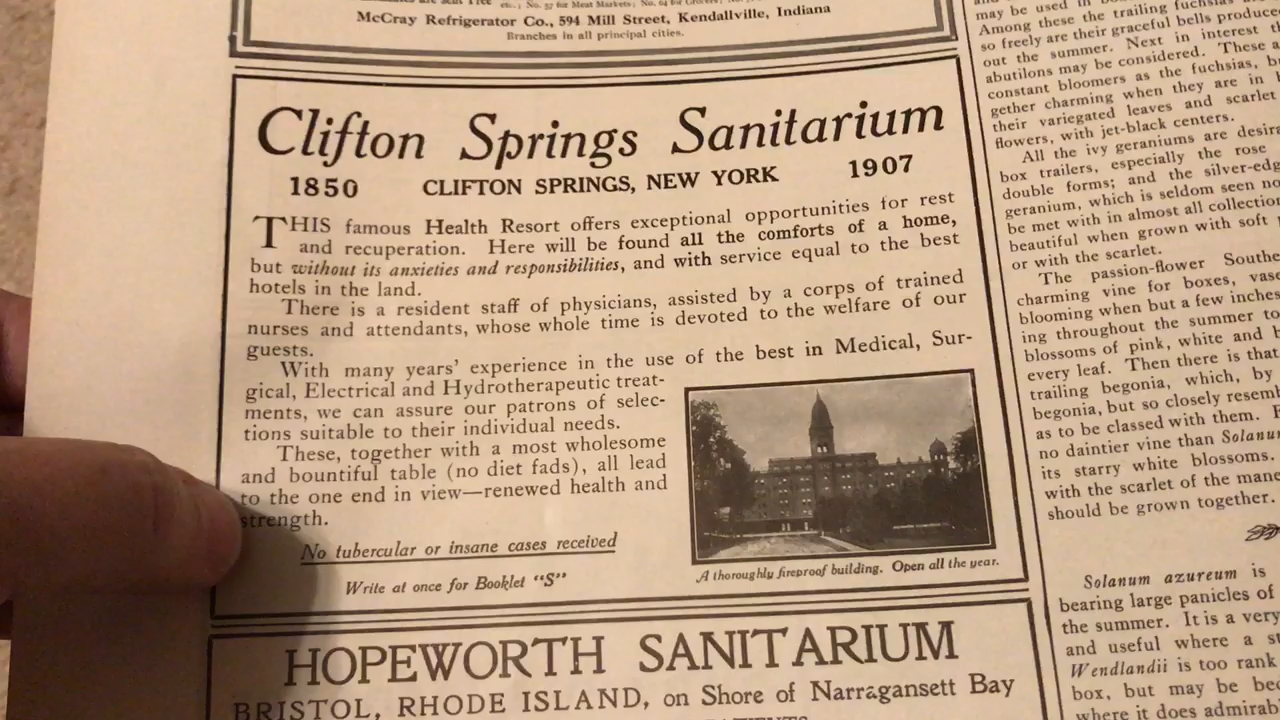 McCray Refrigerator Co., 594 Mill Street, Kendallville, Indiana
Branches in all principal cities.
Clifton Springs Sanitarium
1850 CLIFTON SPRINGS, NEW YORK 1907
THIS famous Health Resort offers exceptional opportunities for rest
and recuperation. Here will be found all the comforts of a home,
but without its anxieties and responsibilities, and with service equal to the best
hotels in the land.
There is a resident staff of physicians, assisted by a corps of trained
nurses and attendants, whose whole time is devoted to the welfare of our
guests.
With many years' experience in the use of the best in Medical, Sur-
gical, Electrical and Hydrotherapeutic treat-
ments, we can assure our patrons of selec-
tions suitable to their individual needs.
These, together with a most wholesome
and bountiful table (no diet fads), all lead
to the one end in view—renewed health and
strength.
No tubercular or insane cases received
Write at once for Booklet "S"
A thoroughly fireproof building. Open all the year.
HOPEWORTH SANITARIUM
BRISTOL, RHODE ISLAND, on Shore of Narragansett Bay
may be used in
Among these the trailing fuchsias
so freely are their graceful bells produce
out the summer. Next in interest
abutilons may be considered. These
constant bloomers as the fuchsias,
gether charming when they are in
their variegated leaves and scarlet
flowers, with jet-black centers.
All the ivy geraniums are desira
box trailers, especially the rose
double forms; and the silver-edg
geranium, which is seldom seen
be met with in almost all collection
beautiful when grown with soft
or with the scarlet.
The passion-flower Southe
charming vine for boxes, vase
blooming when but a few inches
ing throughout the summer to
blossoms of pink, white and
every leaf. Then there is that
trailing begonia, which, by
begonia, but so closely resemb
as to be classed with them.
no daintier vine than Solanu
its starry white blossoms.
with the scarlet of the mane
should be grown together.
Solanum azureum is
bearing large panicles of
the summer. It is a very
and useful where a
Wendlandii is too rank
box, but may be
where it does admirab